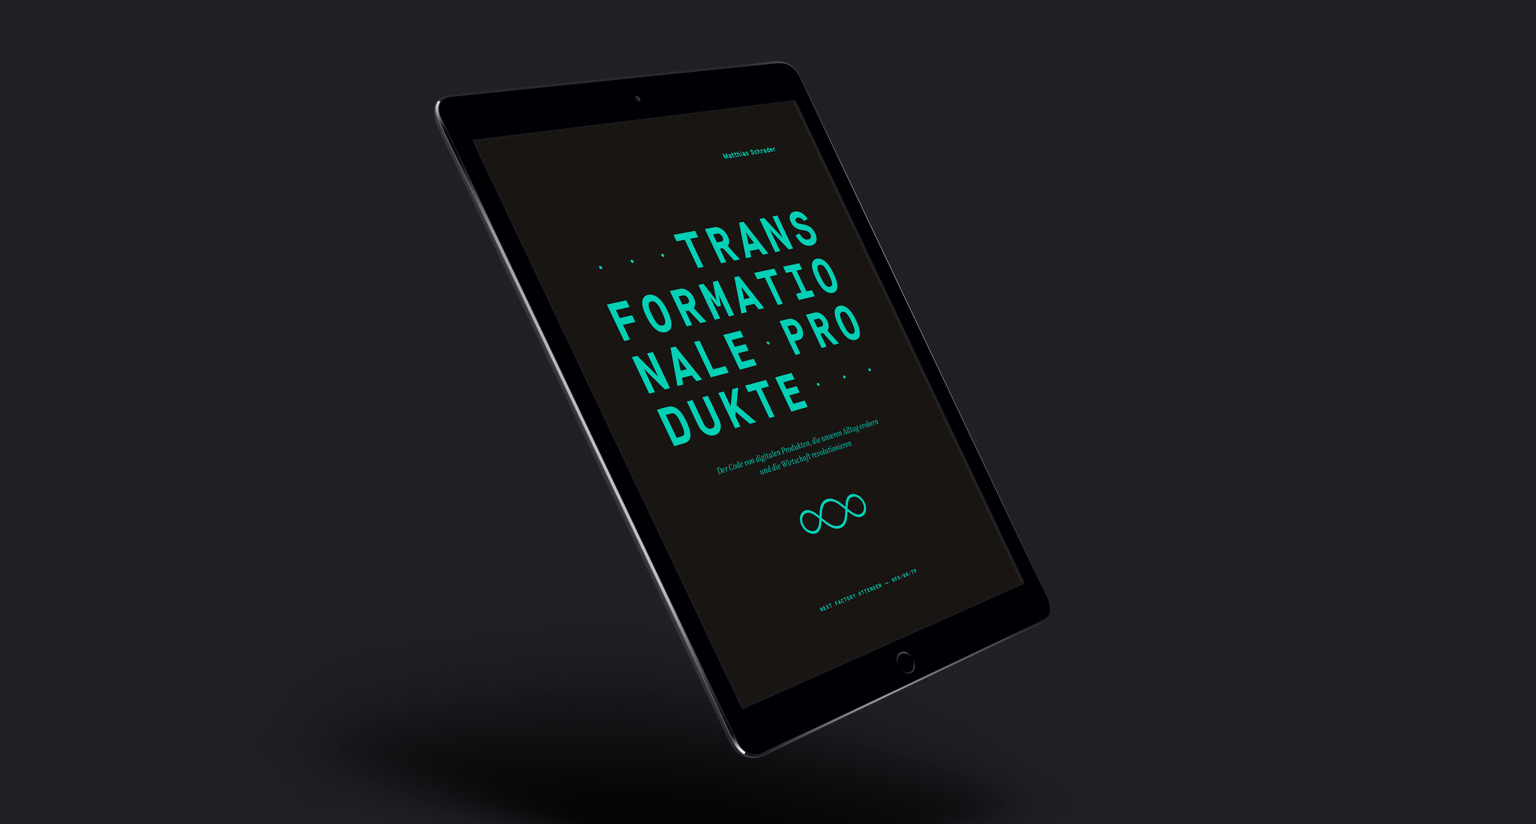 Matthias Schrader
· · · TRANS
FORMATIO
NALE · PRO
DUKTE · · ·
Der Code von digitalen Produkten, die unseren Alltag erobern
und die Wirtschaft revolutionieren
NEXT FACTORY OTTENSEN —